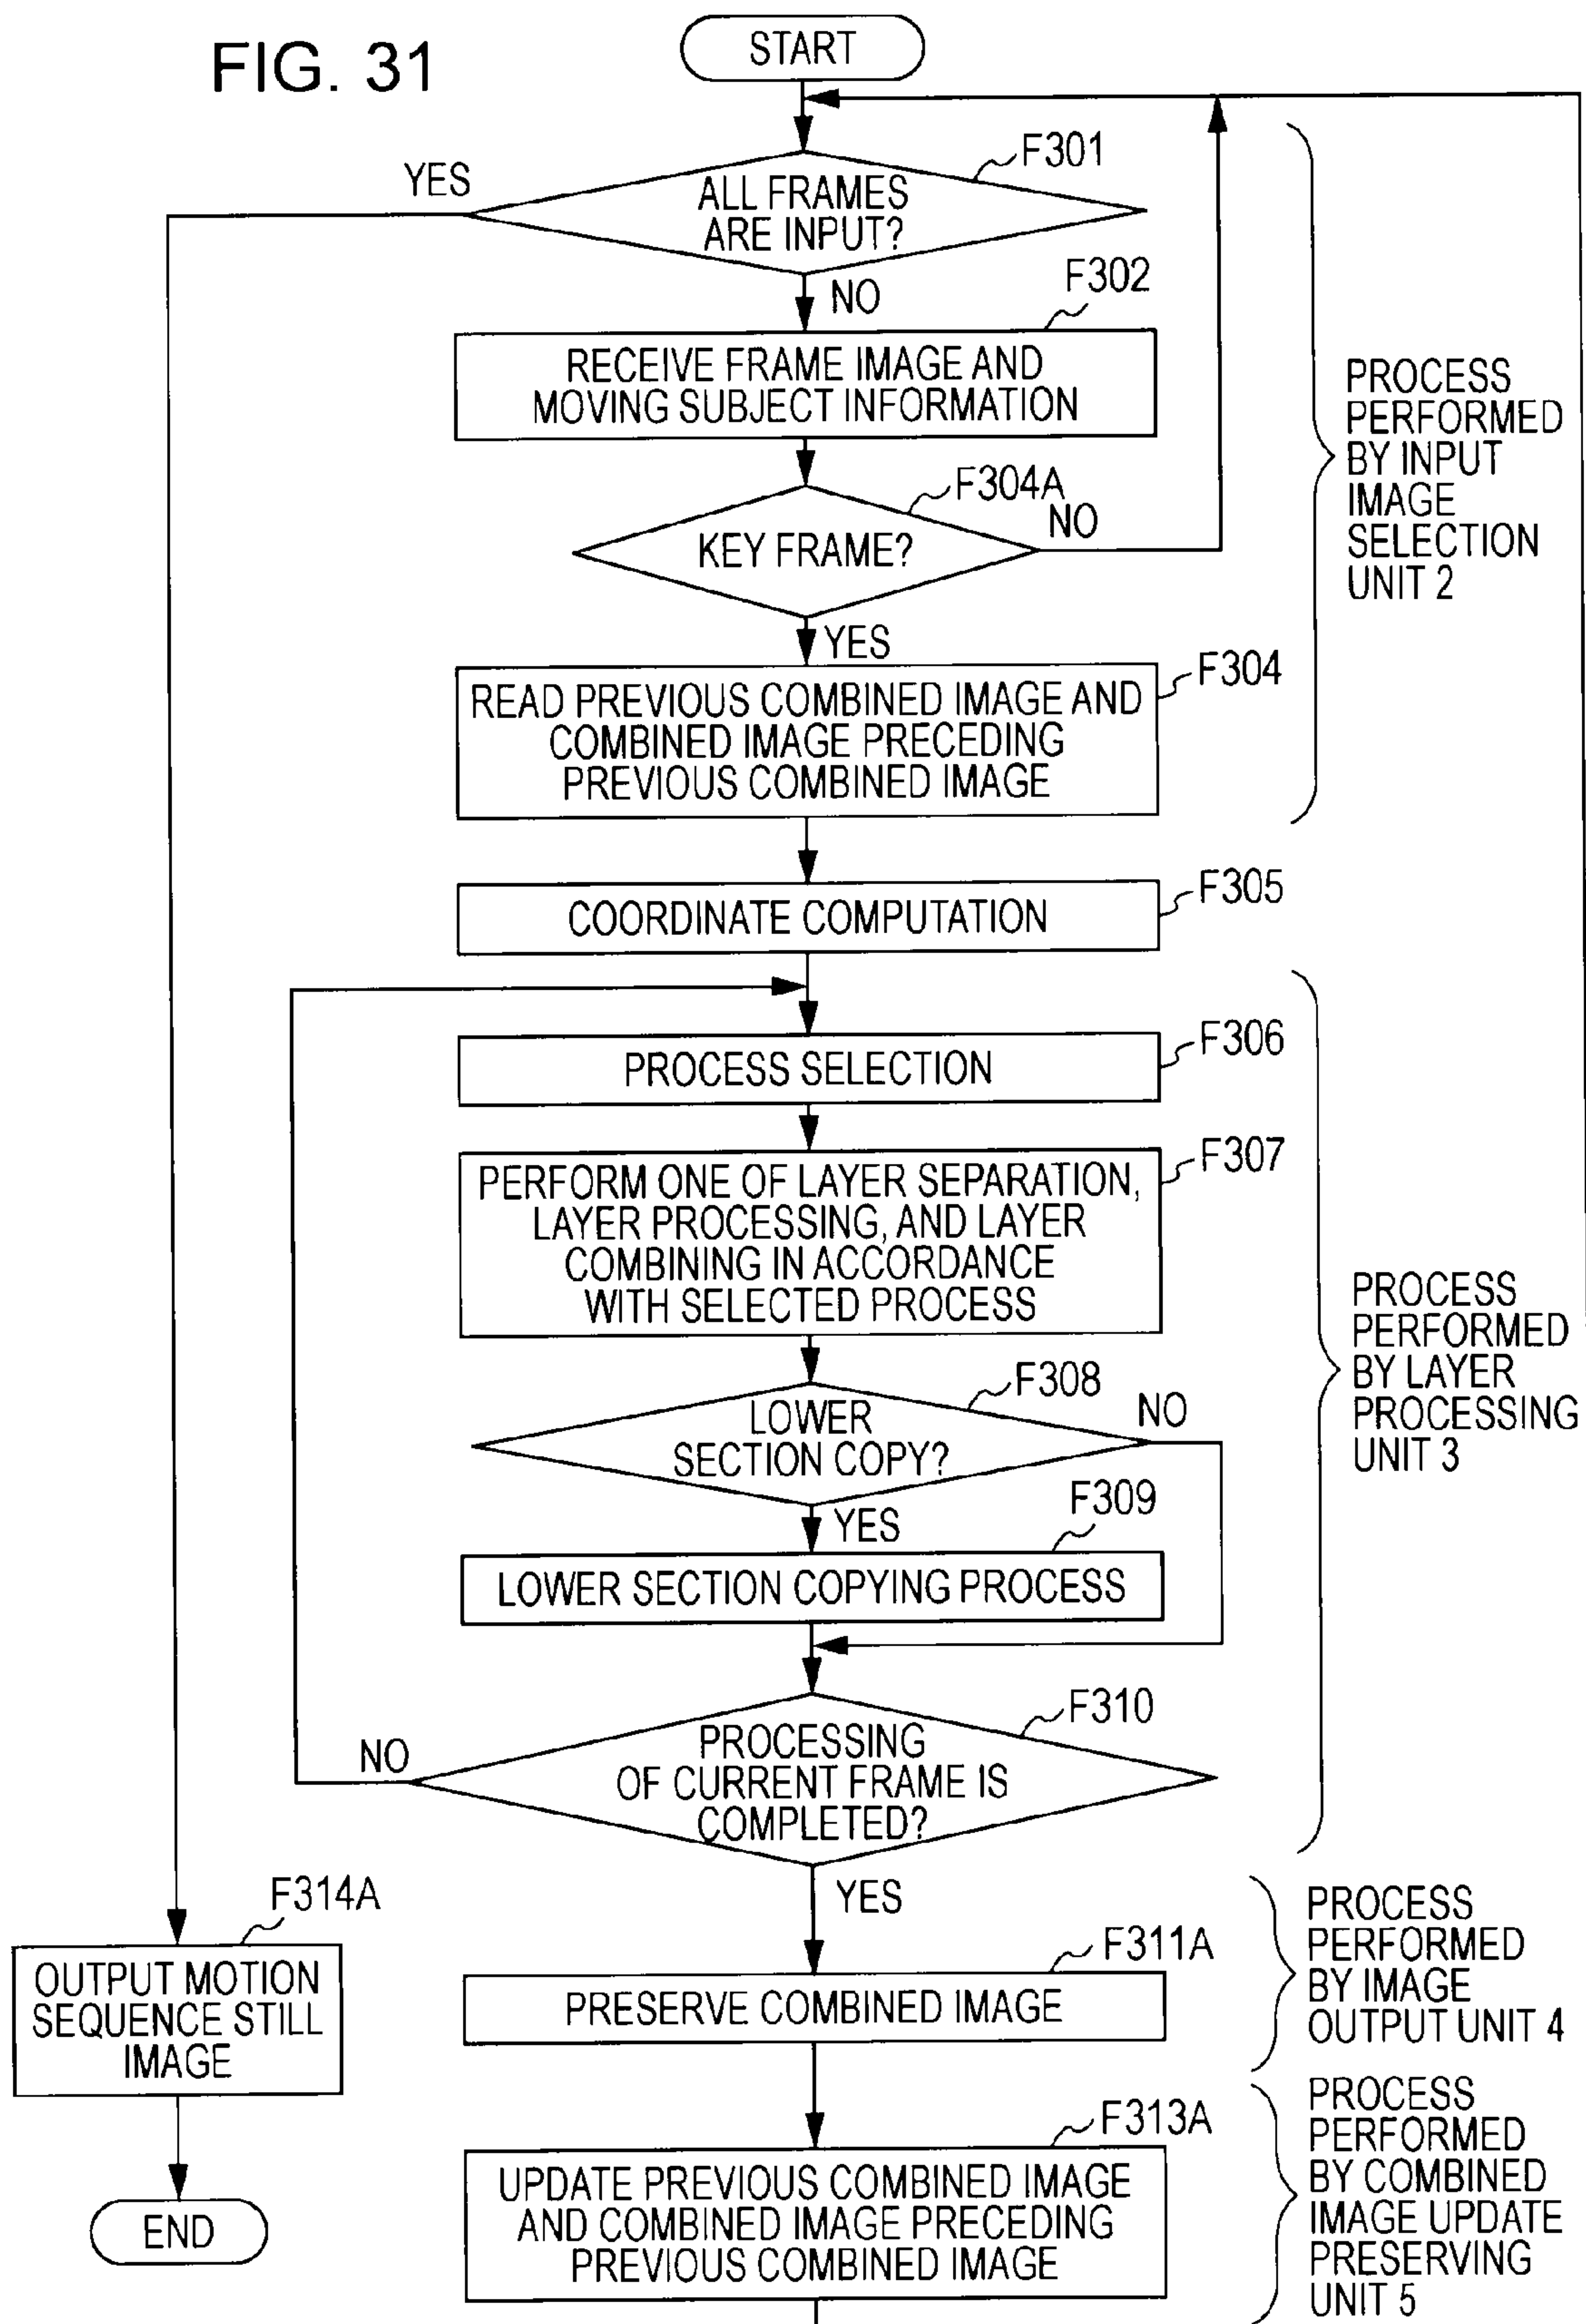 FIG. 31
START
F301
YES
ALL FRAMES
ARE INPUT?
NO
F302
RECEIVE FRAME IMAGE AND
MOVING SUBJECT INFORMATION
F304A
KEY FRAME?
NO
YES
F304
READ PREVIOUS COMBINED IMAGE AND
COMBINED IMAGE PRECEDING
PREVIOUS COMBINED IMAGE
PROCESS
PERFORMED
BY INPUT
IMAGE
SELECTION
UNIT 2
F305
COORDINATE COMPUTATION
F306
PROCESS SELECTION
F307
PERFORM ONE OF LAYER SEPARATION,
LAYER PROCESSING, AND LAYER
COMBINING IN ACCORDANCE
WITH SELECTED PROCESS
F308
LOWER
SECTION COPY?
NO
YES
F309
LOWER SECTION COPYING PROCESS
F310
PROCESSING
OF CURRENT FRAME IS
COMPLETED?
NO
YES
PROCESS
PERFORMED
BY LAYER
PROCESSING
UNIT 3
F314A
OUTPUT MOTION
SEQUENCE STILL
IMAGE
END
F311A
PRESERVE COMBINED IMAGE
PROCESS
PERFORMED
BY IMAGE
OUTPUT UNIT 4
F313A
UPDATE PREVIOUS COMBINED IMAGE
AND COMBINED IMAGE PRECEDING
PREVIOUS COMBINED IMAGE
PROCESS
PERFORMED
BY COMBINED
IMAGE UPDATE
PRESERVING
UNIT 5